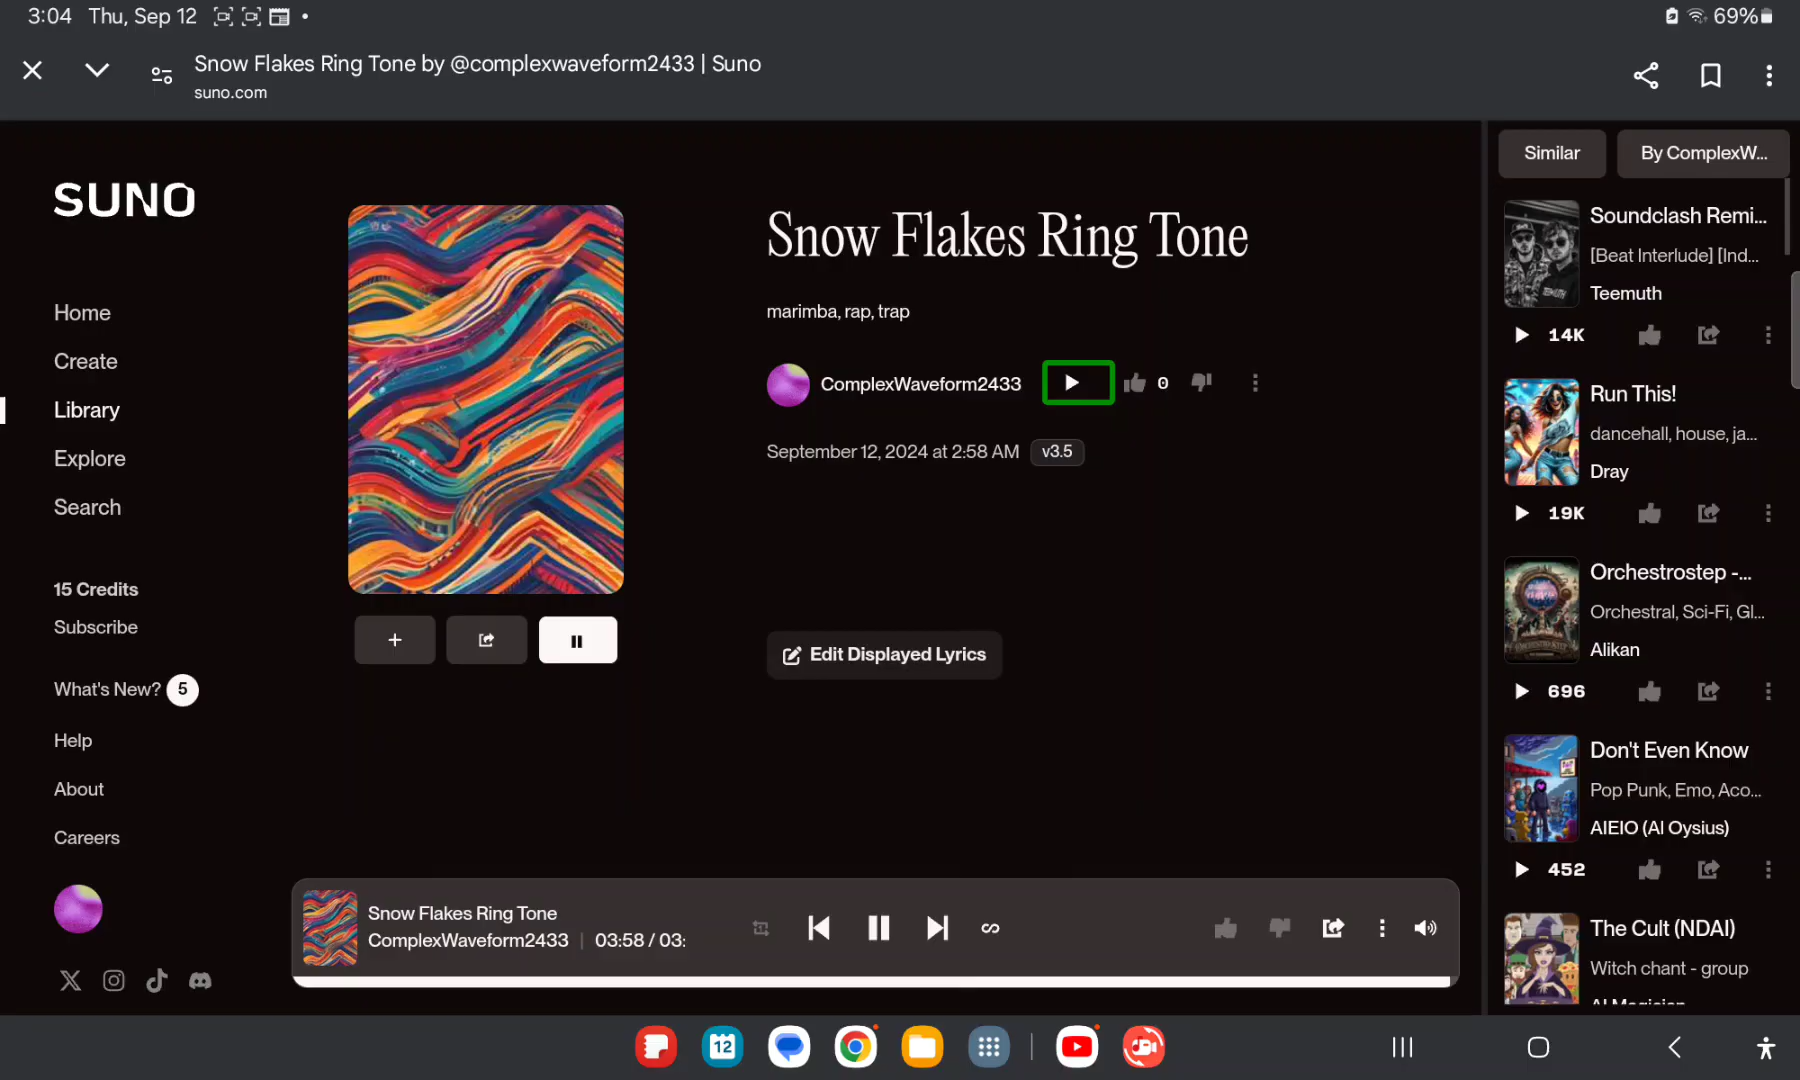 3:04 Thu, Sep 12
69%
Snow Flakes Ring Tone by @complexwaveform2433 | Suno
suno.com
SUNO
Home
Create
Library
Explore
Search
15 Credits
Subscribe
What's New? 5
Help
About
Careers
Snow Flakes Ring Tone
marimba, rap, trap
ComplexWaveform2433
0
September 12, 2024 at 2:58 AM v3.5
Edit Displayed Lyrics
Similar
By ComplexW...
Soundclash Remi...
[Beat Interlude] [Ind...
Teemuth
14K
Run This!
dancehall, house, ja...
Dray
19K
Orchestrostep -...
Orchestral, Sci-Fi, Gl...
Alikan
696
Don't Even Know
Pop Punk, Emo, Aco...
AIEIO (AI Oysius)
452
The Cult (NDAI)
Witch chant - group
AI Magician
Snow Flakes Ring Tone
ComplexWaveform2433 | 03:58 / 03:
12